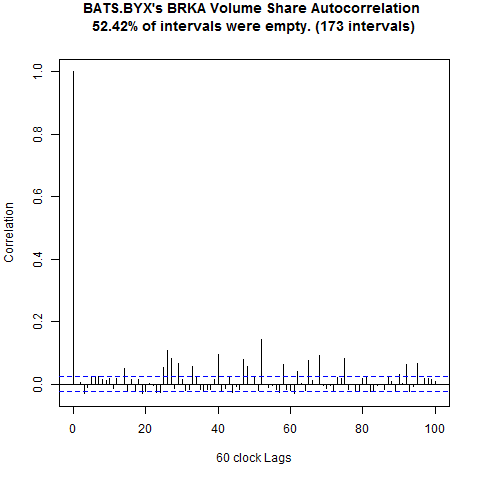 BATS.BYX's BRKA Volume Share Autocorrelation
52.42% of intervals were empty. (173 intervals)
1.0
0.8
0.6
0.4
0.2
0.0
Correlation
0 20 40 60 80 100
60 clock Lags